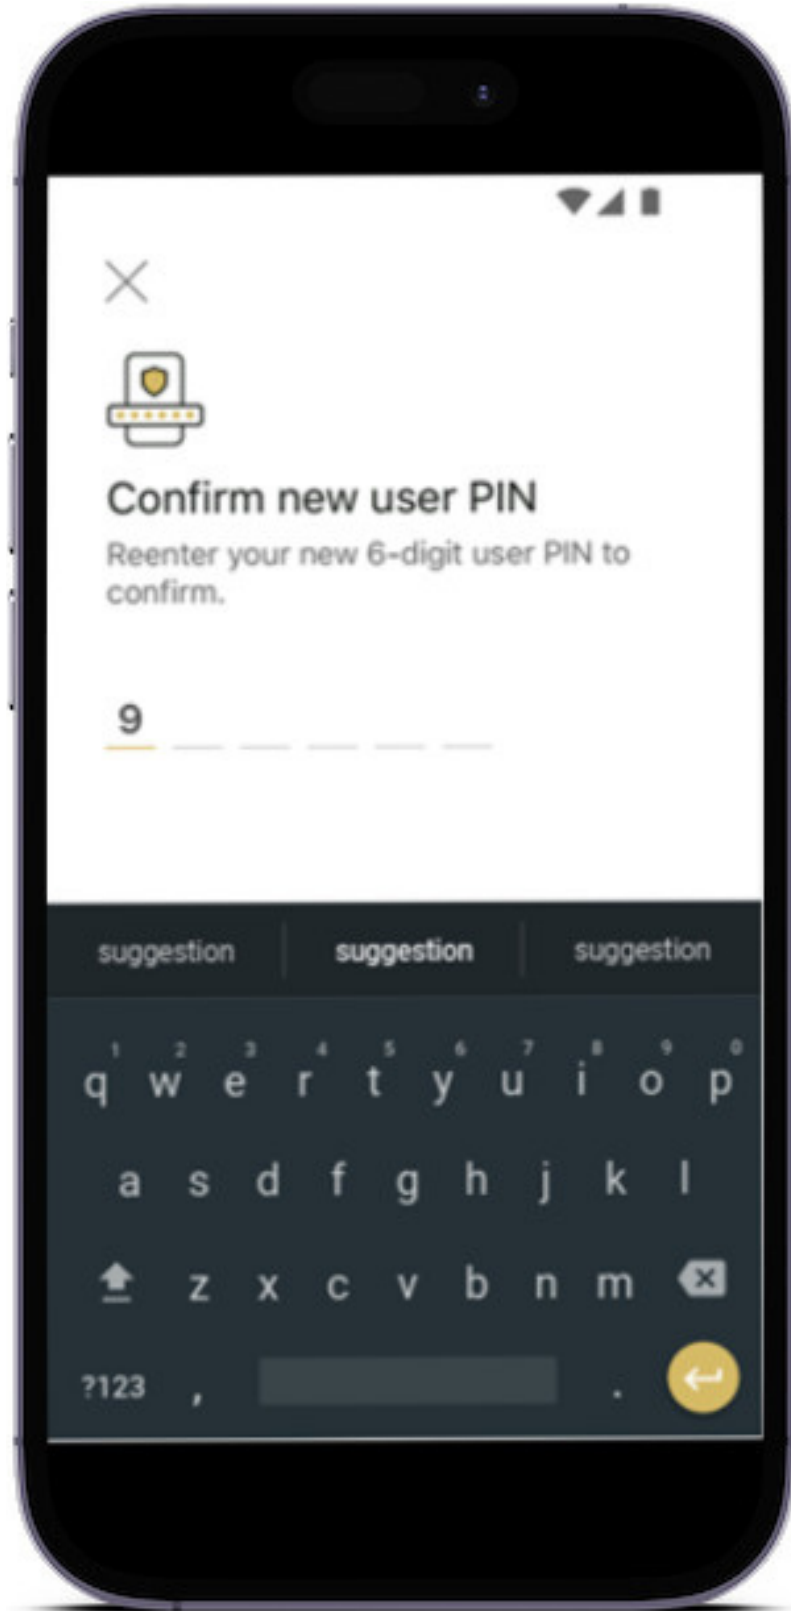 Confirm new user PIN
Reenter your new 6-digit user PIN to
confirm.
9
suggestion suggestion suggestion
1 2 3 4 5 6 7 8 9 0
q w e r t y u i o p
a s d f g h j k l
z x c v b n m
?123 , .